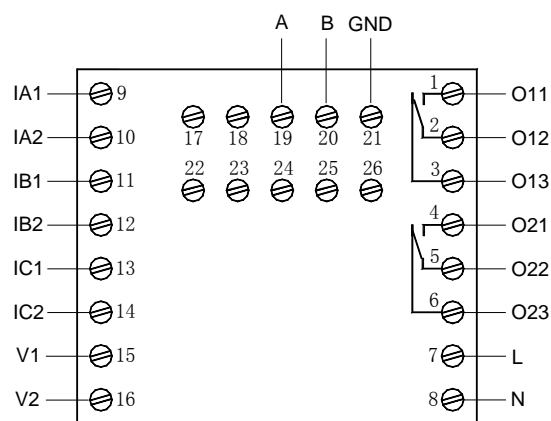 A B GND
IA1 9 1 O11
IA2 10 17 18 19 20 21 2 O12
IB1 11 22 23 24 25 26 3 O13
IB2 12 4 O21
IC1 13 5 O22
IC2 14 6 O23
V1 15 7 L
V2 16 8 N